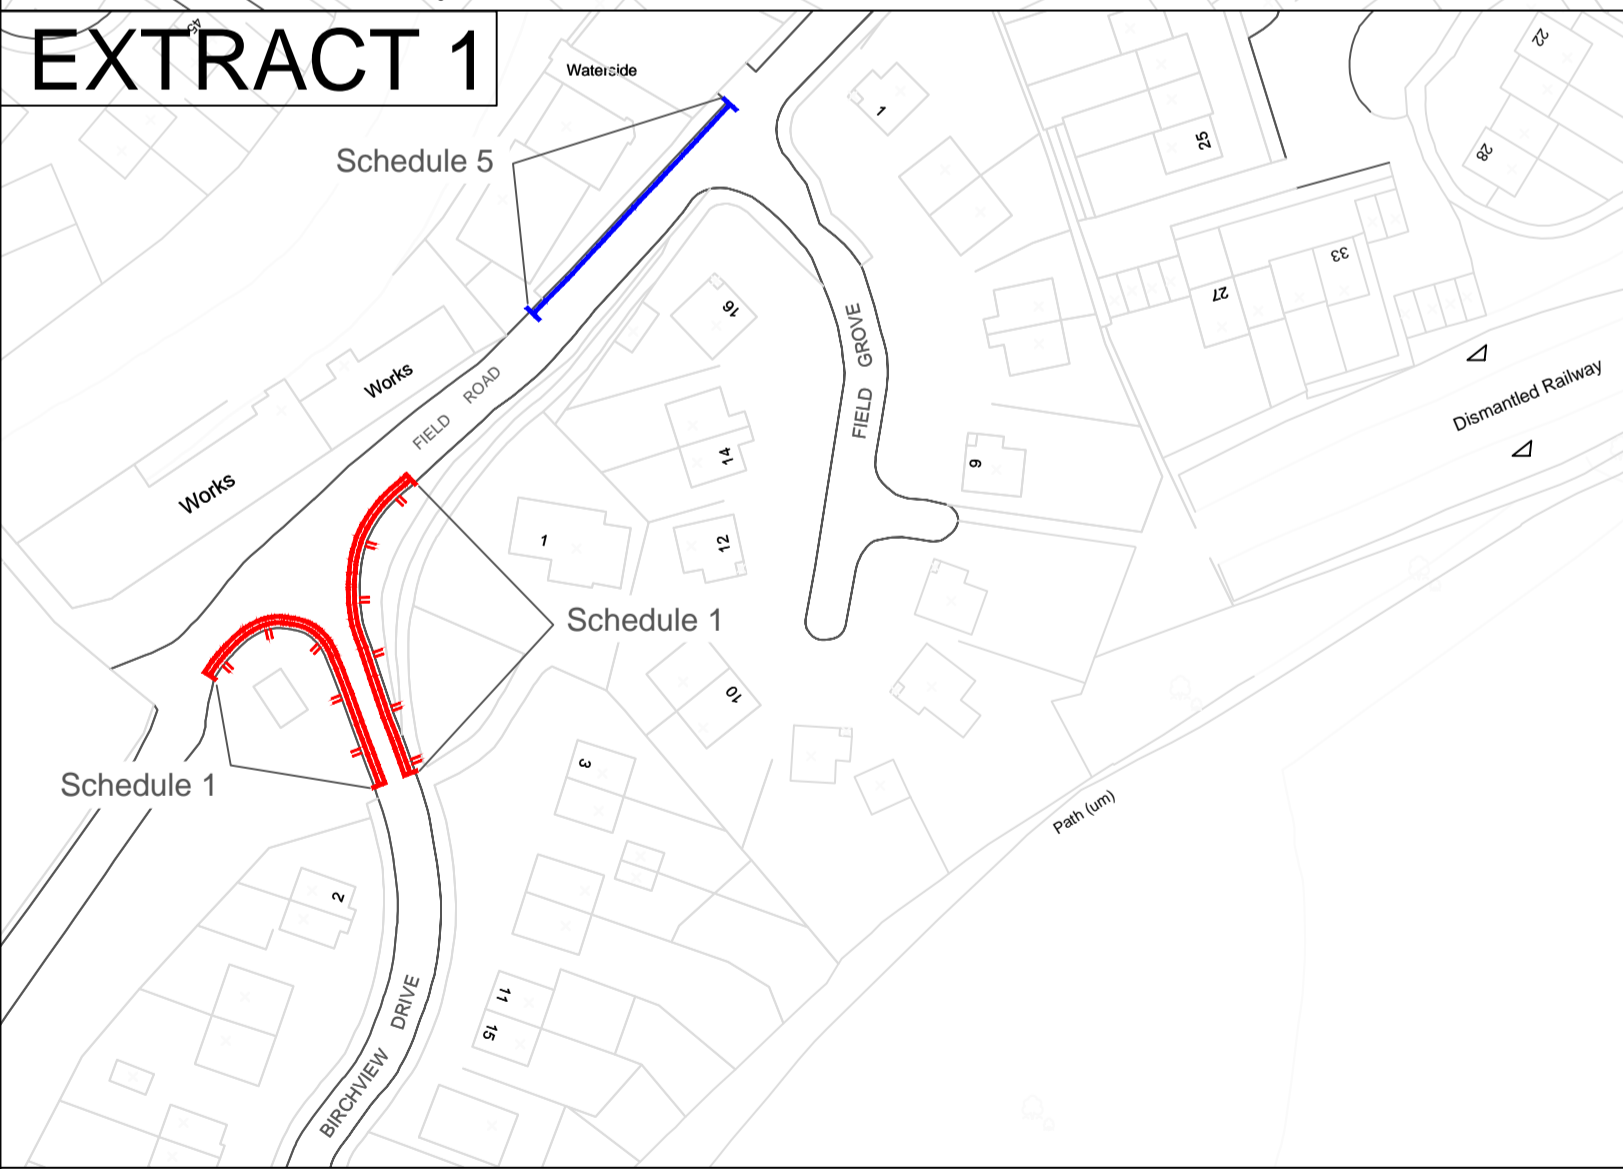 EXTRACT 1
45
Waterside
Schedule 5
1
25
22
28
33
27
16
FIELD GROVE
Works
FIELD ROAD
Works
Dismantled Railway
14
9
12
1
Schedule 1
10
Schedule 1
3
Path (um)
2
11
15
BIRCHVIEW DRIVE